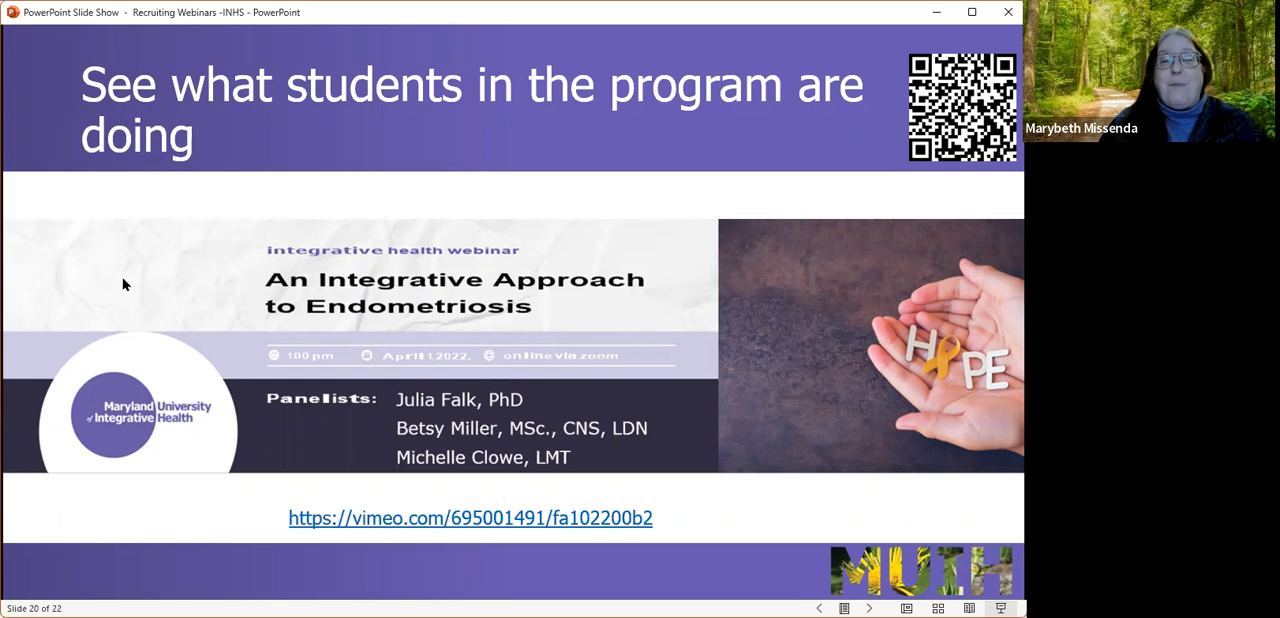 PowerPoint Slide Show - Recruiting Webinars -INHS - PowerPoint
See what students in the program are
doing
Marybeth Missenda
integrative health webinar
An Integrative Approach
to Endometriosis
1:00 pm April 1 2022, online via zoom
Panelists: Julia Falk, PhD
Betsy Miller, MSc., CNS, LDN
Michelle Clowe, LMT
Maryland University
of Integrative Health
HOPE
https://vimeo.com/695001491/fa102200b2
MUIH
Slide 20 of 22